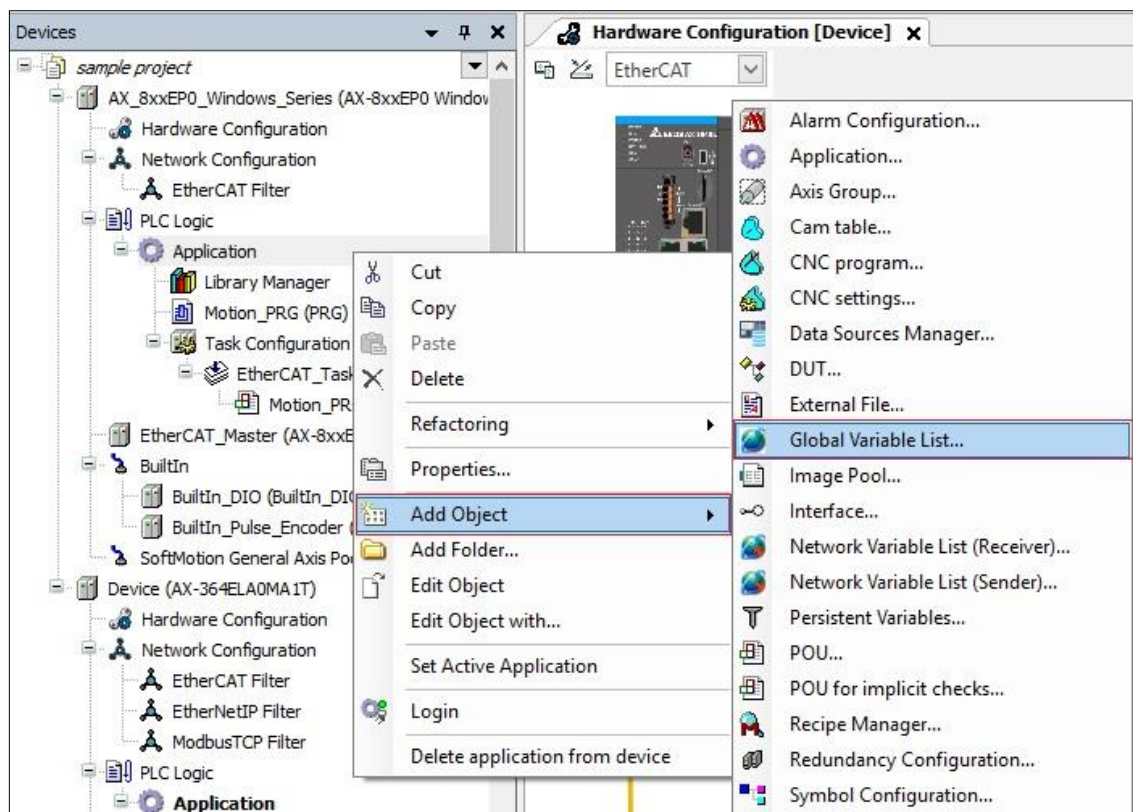 Devices
sample project
AX_8xxEP0_Windows_Series (AX-8xxEP0 Window
Hardware Configuration
Network Configuration
EtherCAT Filter
PLC Logic
Application
Library Manager
Motion_PRG (PRG)
Task Configuration
EtherCAT_Task
Motion_PR
EtherCAT_Master (AX-8xxE
BuiltIn
BuiltIn_DIO (BuiltIn_DIO
BuiltIn_Pulse_Encoder (
SoftMotion General Axis Poo
Device (AX-364ELA0MA1T)
Hardware Configuration
Network Configuration
EtherCAT Filter
EtherNetIP Filter
ModbusTCP Filter
PLC Logic
Application
Hardware Configuration [Device]
EtherCAT
Cut
Copy
Paste
Delete
Refactoring
Properties...
Add Object
Add Folder...
Edit Object
Edit Object with...
Set Active Application
Login
Delete application from device
Alarm Configuration...
Application...
Axis Group...
Cam table...
CNC program...
CNC settings...
Data Sources Manager...
DUT...
External File...
Global Variable List...
Image Pool...
Interface...
Network Variable List (Receiver)...
Network Variable List (Sender)...
Persistent Variables...
POU...
POU for implicit checks...
Recipe Manager...
Redundancy Configuration...
Symbol Configuration...